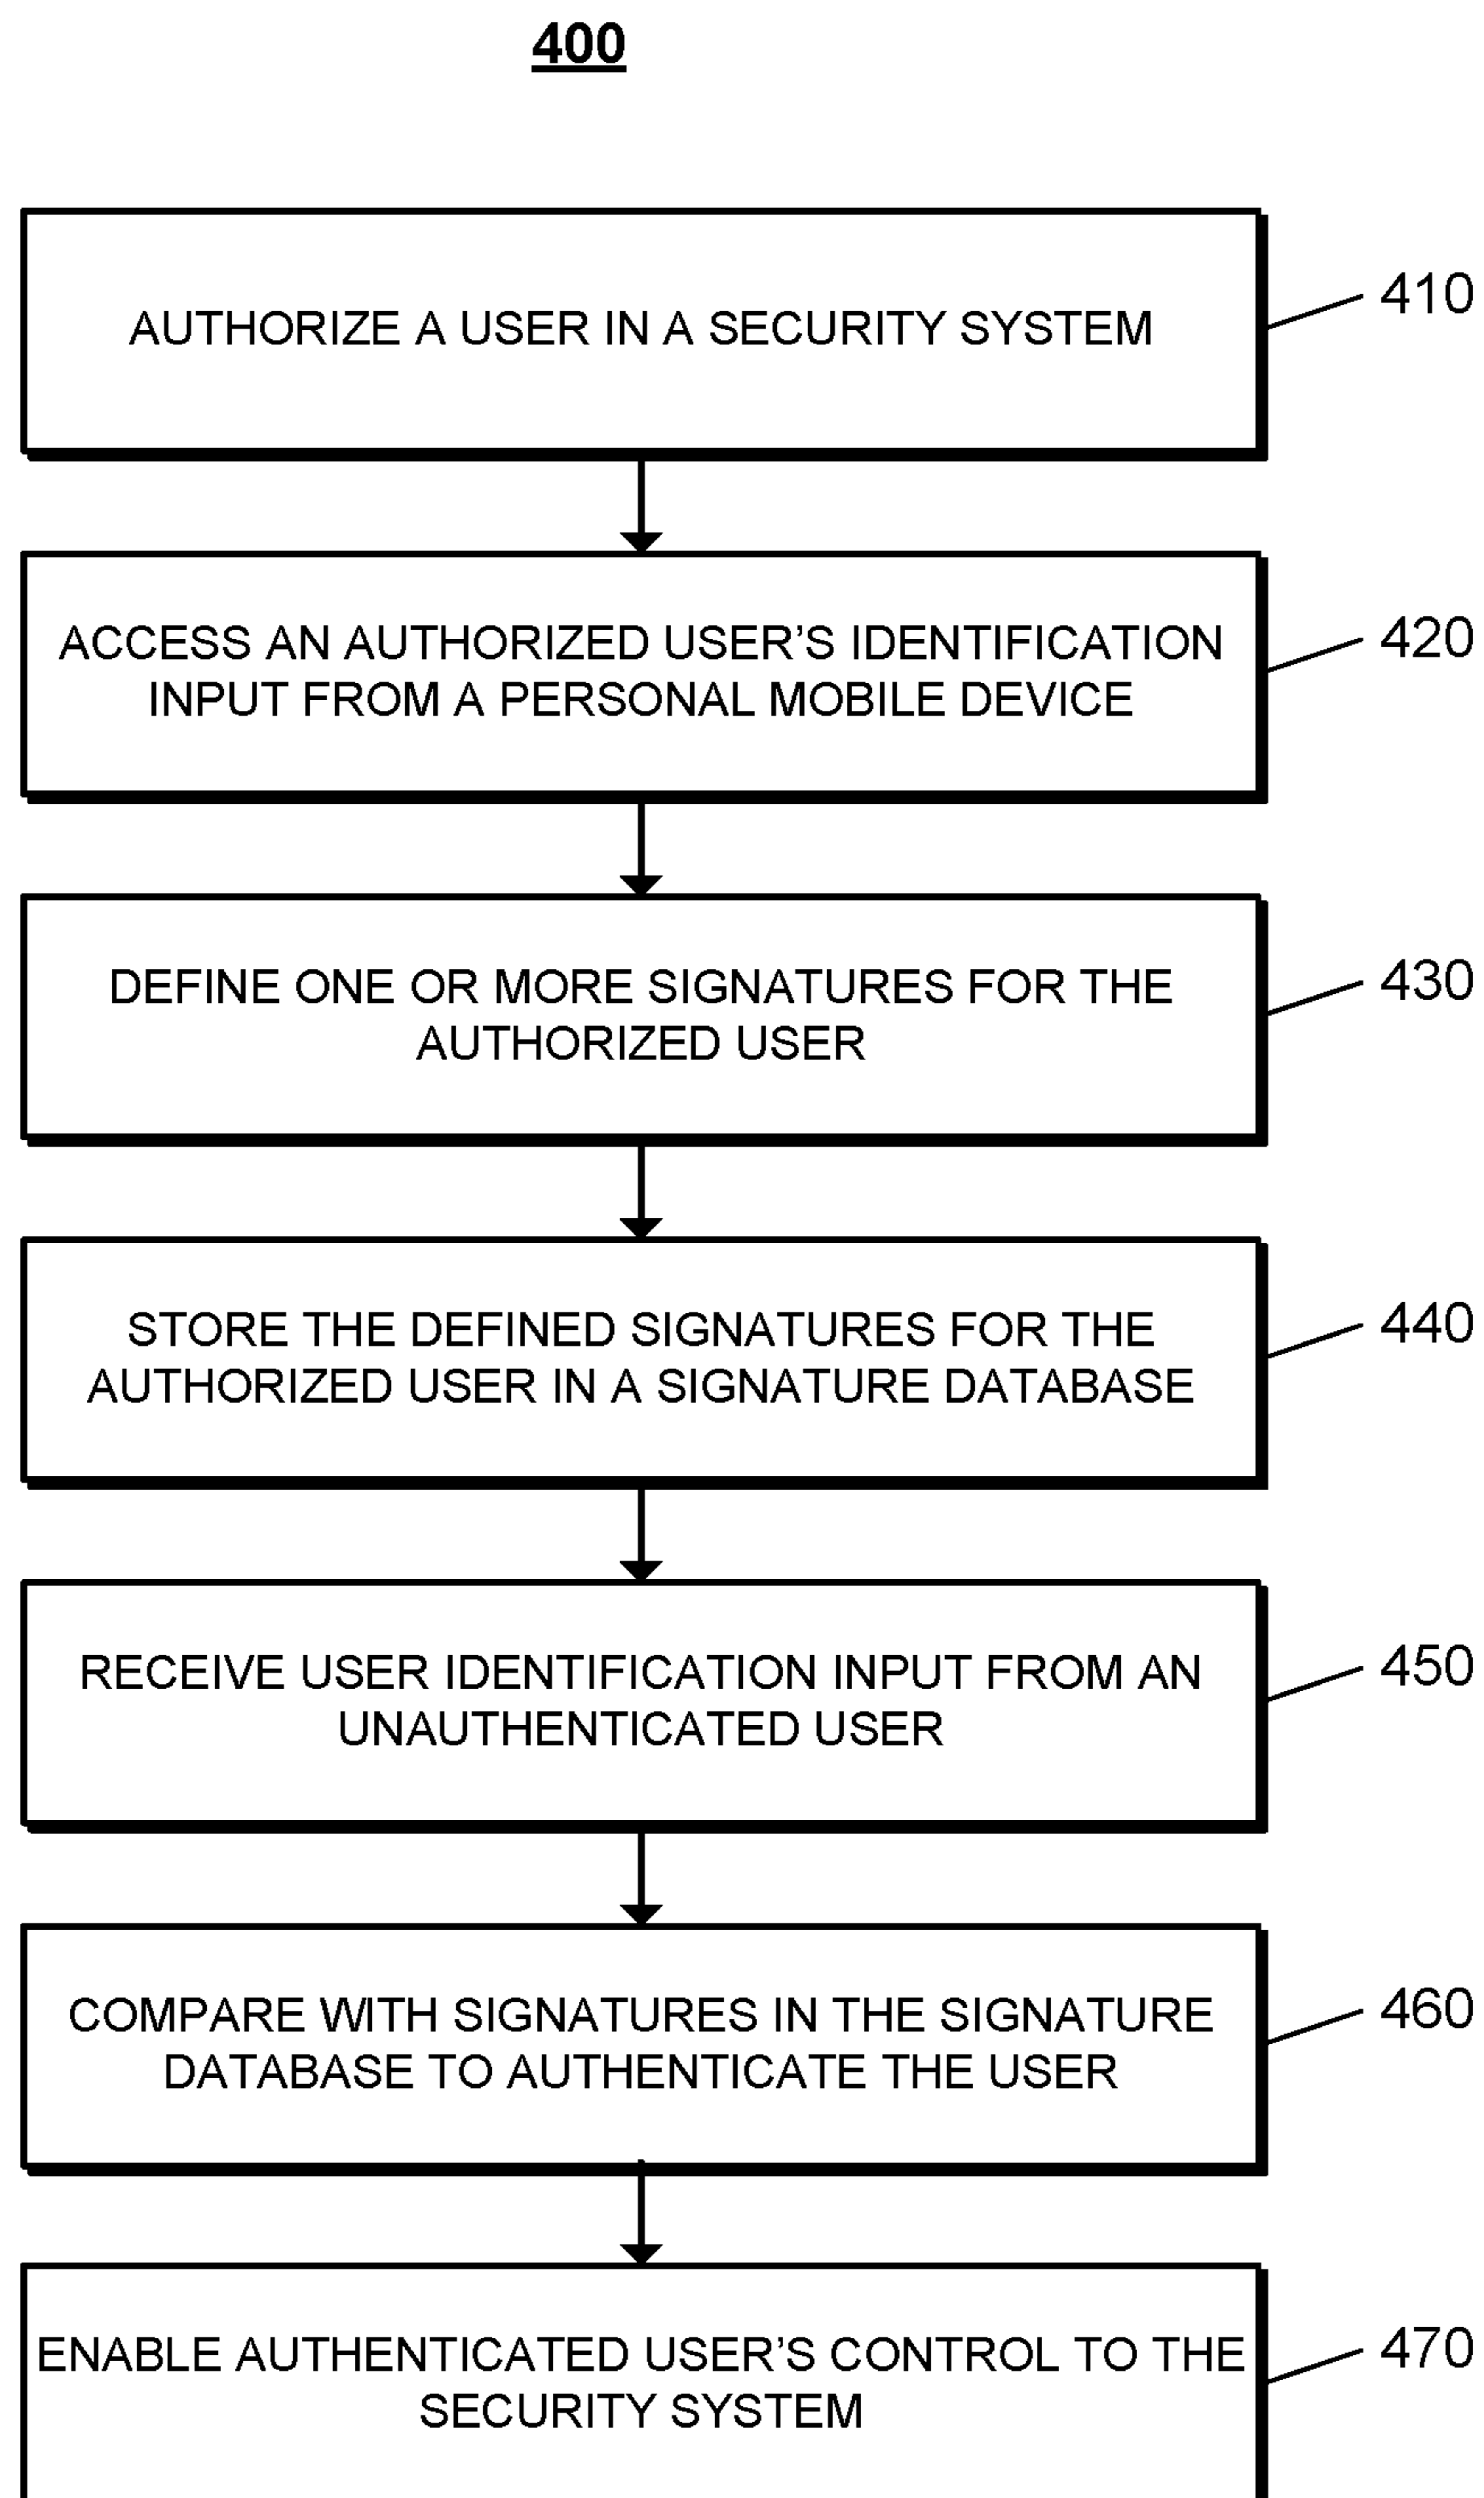 400
AUTHORIZE A USER IN A SECURITY SYSTEM
410
ACCESS AN AUTHORIZED USER'S IDENTIFICATION
INPUT FROM A PERSONAL MOBILE DEVICE
420
DEFINE ONE OR MORE SIGNATURES FOR THE
AUTHORIZED USER
430
STORE THE DEFINED SIGNATURES FOR THE
AUTHORIZED USER IN A SIGNATURE DATABASE
440
RECEIVE USER IDENTIFICATION INPUT FROM AN
UNAUTHENTICATED USER
450
COMPARE WITH SIGNATURES IN THE SIGNATURE
DATABASE TO AUTHENTICATE THE USER
460
ENABLE AUTHENTICATED USER'S CONTROL TO THE
SECURITY SYSTEM
470